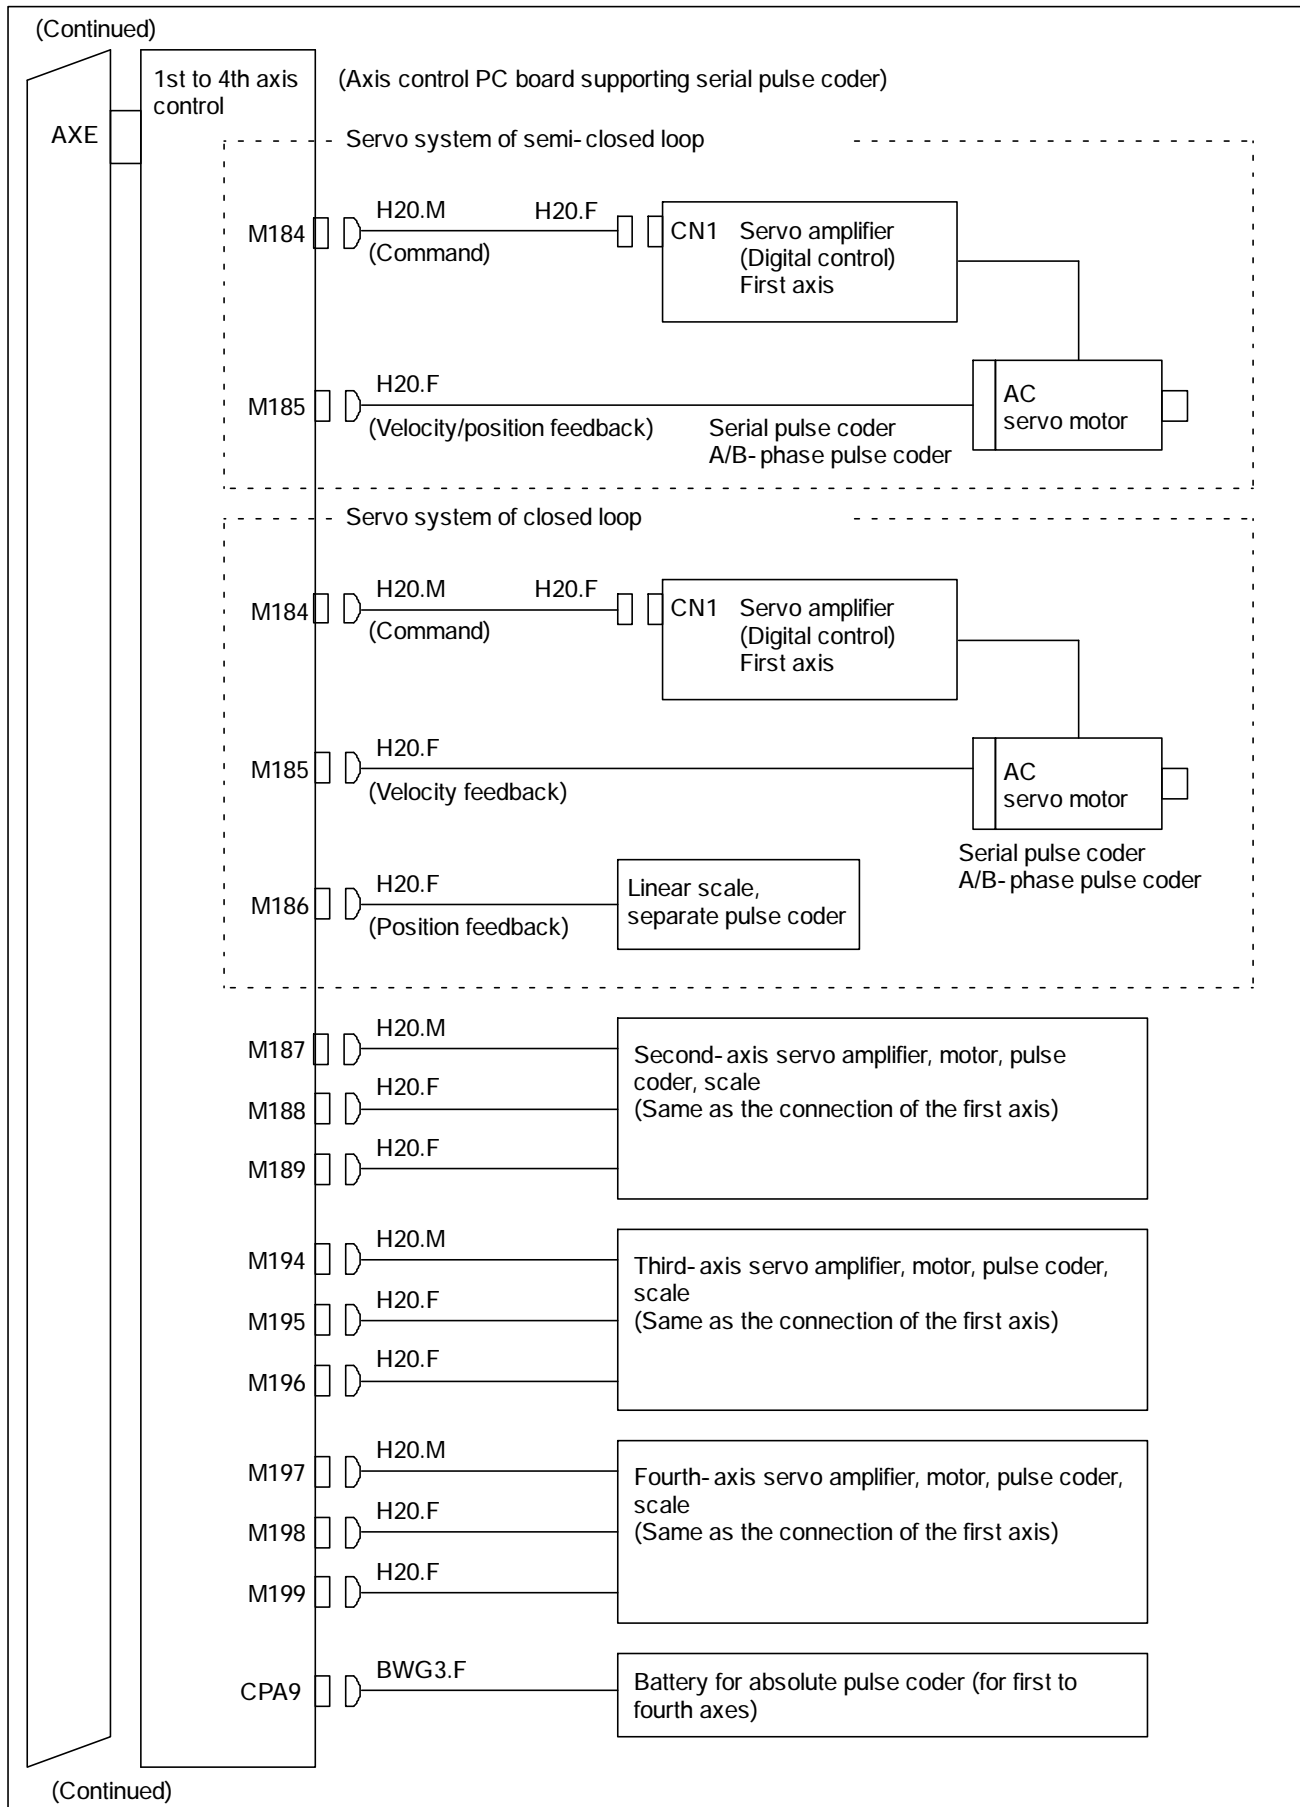 (Continued)
1st to 4th axis
control
(Axis control PC board supporting serial pulse coder)
AXE
Servo system of semi-closed loop
M184
H20.M
H20.F
(Command)
CN1
Servo amplifier
(Digital control)
First axis
M185
H20.F
(Velocity/position feedback)
Serial pulse coder
A/B-phase pulse coder
AC
servo motor
Servo system of closed loop
M184
H20.M
H20.F
(Command)
CN1
Servo amplifier
(Digital control)
First axis
M185
H20.F
(Velocity feedback)
AC
servo motor
Serial pulse coder
A/B-phase pulse coder
M186
H20.F
(Position feedback)
Linear scale,
separate pulse coder
M187
H20.M
M188
H20.F
M189
H20.F
Second-axis servo amplifier, motor, pulse
coder, scale
(Same as the connection of the first axis)
M194
H20.M
M195
H20.F
M196
H20.F
Third-axis servo amplifier, motor, pulse coder,
scale
(Same as the connection of the first axis)
M197
H20.M
M198
H20.F
M199
H20.F
Fourth-axis servo amplifier, motor, pulse coder,
scale
(Same as the connection of the first axis)
CPA9
BWG3.F
Battery for absolute pulse coder (for first to
fourth axes)
(Continued)